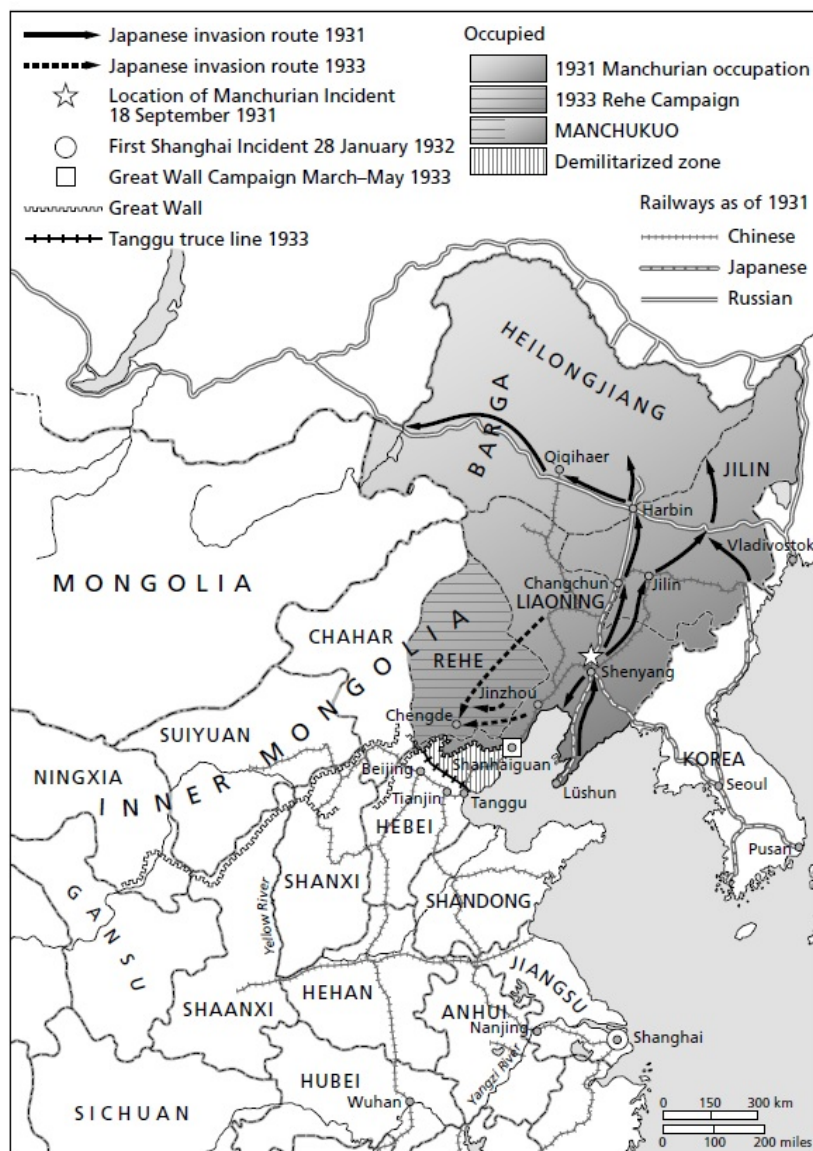 Japanese invasion route 1931
Japanese invasion route 1933
Location of Manchurian Incident
18 September 1931
First Shanghai Incident 28 January 1932
Great Wall Campaign March–May 1933
Great Wall
Tanggu truce line 1933
Occupied
1931 Manchurian occupation
1933 Rehe Campaign
MANCHUKUO
Demilitarized zone
Railways as of 1931
Chinese
Japanese
Russian
HEILONGJIANG
BARGA
Qiqihaer
JILIN
Harbin
Vladivostok
MONGOLIA
Changchun
Jilin
LIAONING
CHAHAR
REHE
Shenyang
Jinzhou
Chengde
SUIYUAN
INNER MONGOLIA
NINGXIA
Beijing
Shanhaiguan
KOREA
Tianjin
Tanggu
Lüshun
Seoul
HEBEI
Pusan
GANSU
SHANXI
SHANDONG
Yellow River
JIANGSU
SHAANXI
HEHAN
ANHUI
Nanjing
Shanghai
Yangzi River
HUBEI
Wuhan
SICHUAN
0 150 300 km
0 100 200 miles